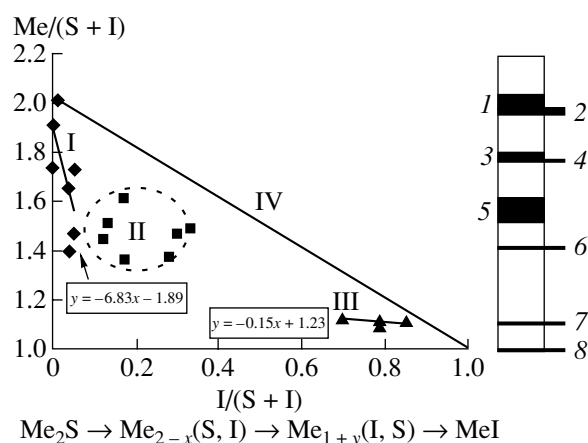 Me/(S + I)
2.2
2.0
1.8
1.6
1.4
1.2
1.0
0
0.2
0.4
0.6
0.8
1.0
I/(S + I)
I
II
III
IV
y = −6.83x − 1.89
y = −0.15x + 1.23
1
2
3
4
5
6
7
8
Me₂S → Me₂ ₋ ₓ(S, I) → Me₁ ₊ y(I, S) → MeI